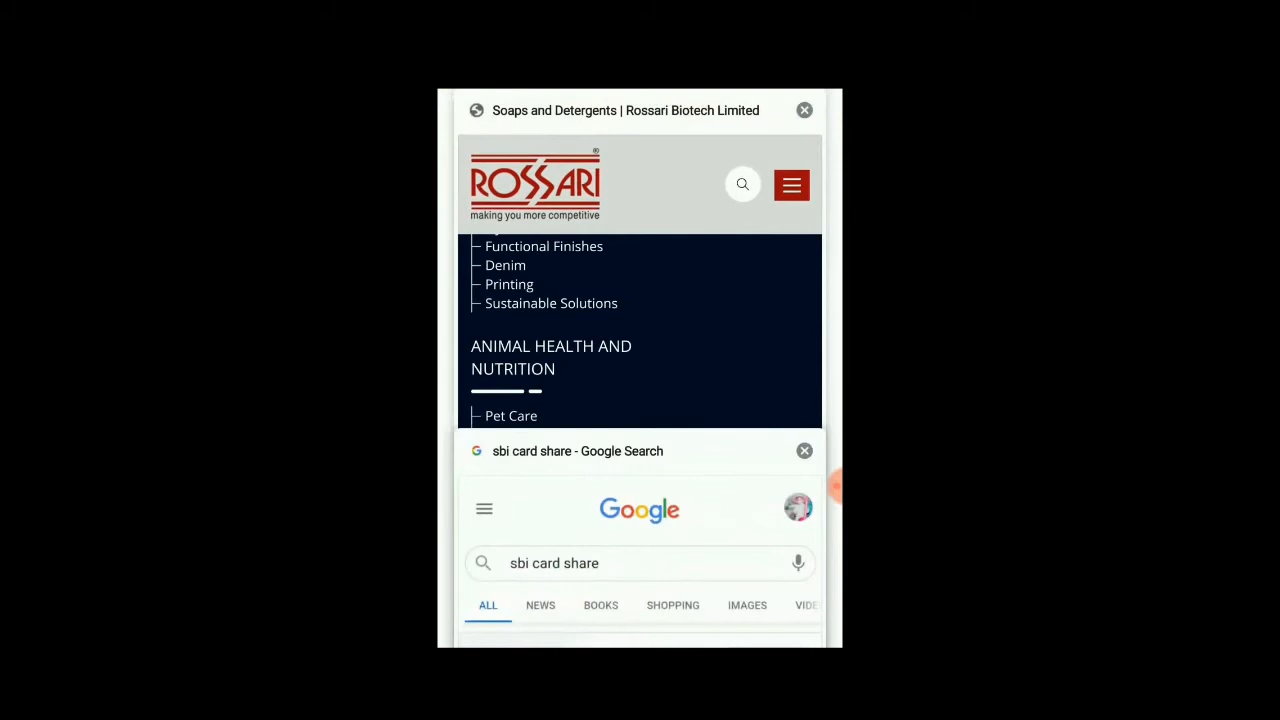 Soaps and Detergents | Rossari Biotech Limited
ROSSARI®
making you more competitive
Functional Finishes
Denim
Printing
Sustainable Solutions
ANIMAL HEALTH AND
NUTRITION
Pet Care
sbi card share - Google Search
Google
sbi card share
ALL NEWS BOOKS SHOPPING IMAGES VIDE